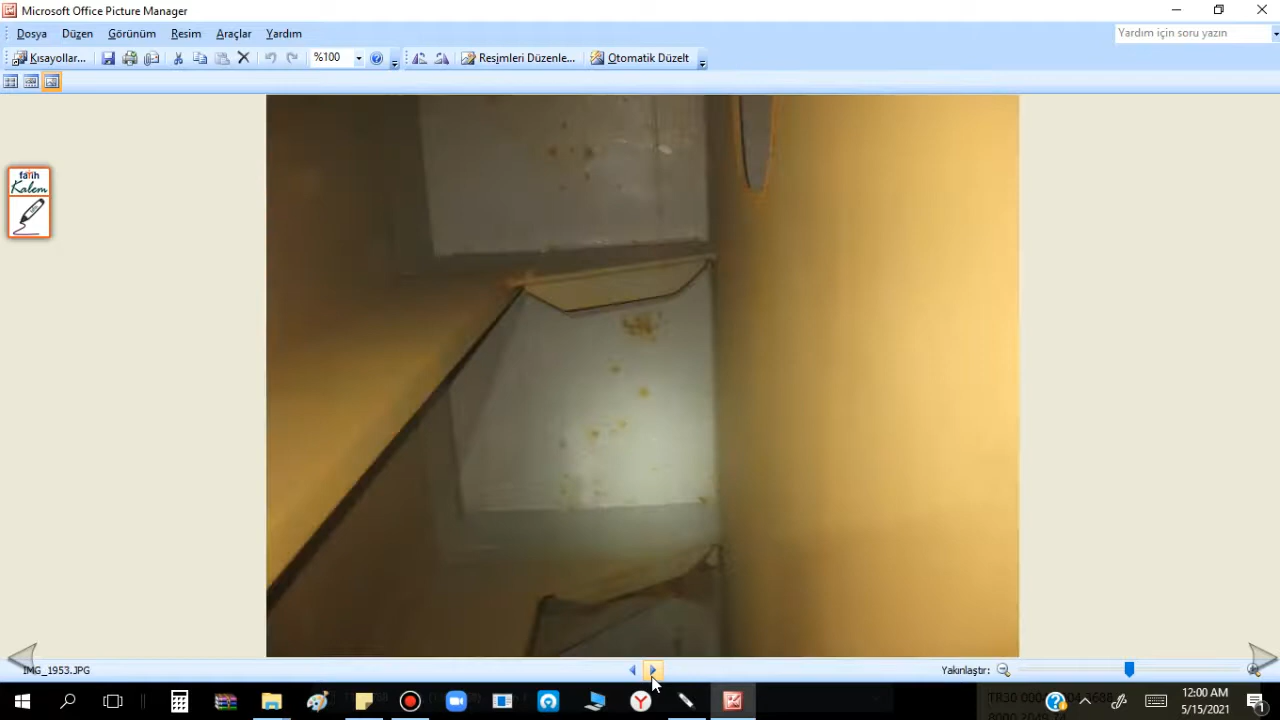 Microsoft Office Picture Manager
Dosya Düzen Görünüm Resim Araçlar Yardım
Yardım için soru yazın
Kısayollar... %100 Resimleri Düzenle... Otomatik Düzelt
fatih
Kalem
IMG_1953.JPG
Yakınlaştır:
12:00 AM
5/15/2021
1